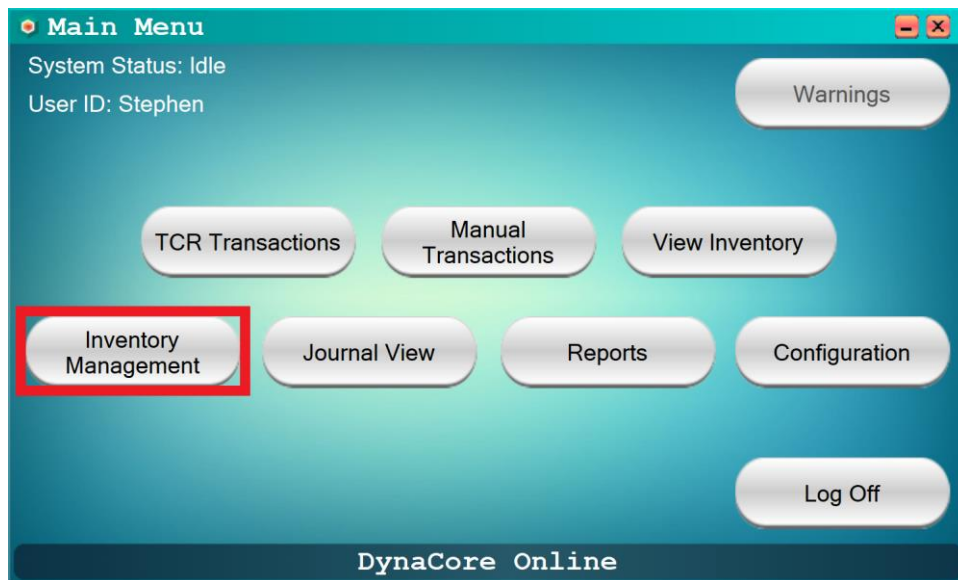 Main Menu
System Status: Idle
User ID: Stephen
Warnings
TCR Transactions
Manual
Transactions
View Inventory
Inventory
Management
Journal View
Reports
Configuration
Log Off
DynaCore Online